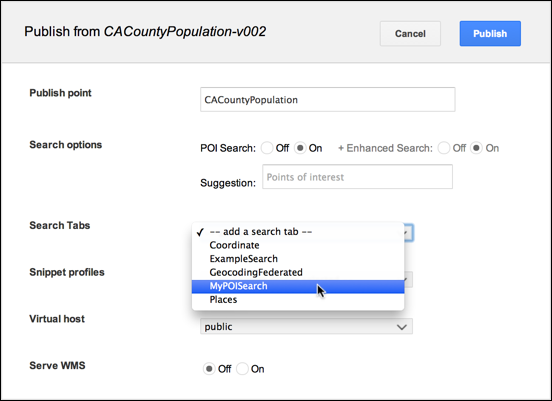 Publish from CACountyPopulation-v002
Cancel
Publish
Publish point
CACountyPopulation
Search options
POI Search: Off On + Enhanced Search: Off On
Suggestion: Points of interest
Search Tabs
✓ -- add a search tab --
Coordinate
ExampleSearch
GeocodingFederated
Snippet profiles
MyPOISearch
Places
Virtual host
public
Serve WMS
Off On